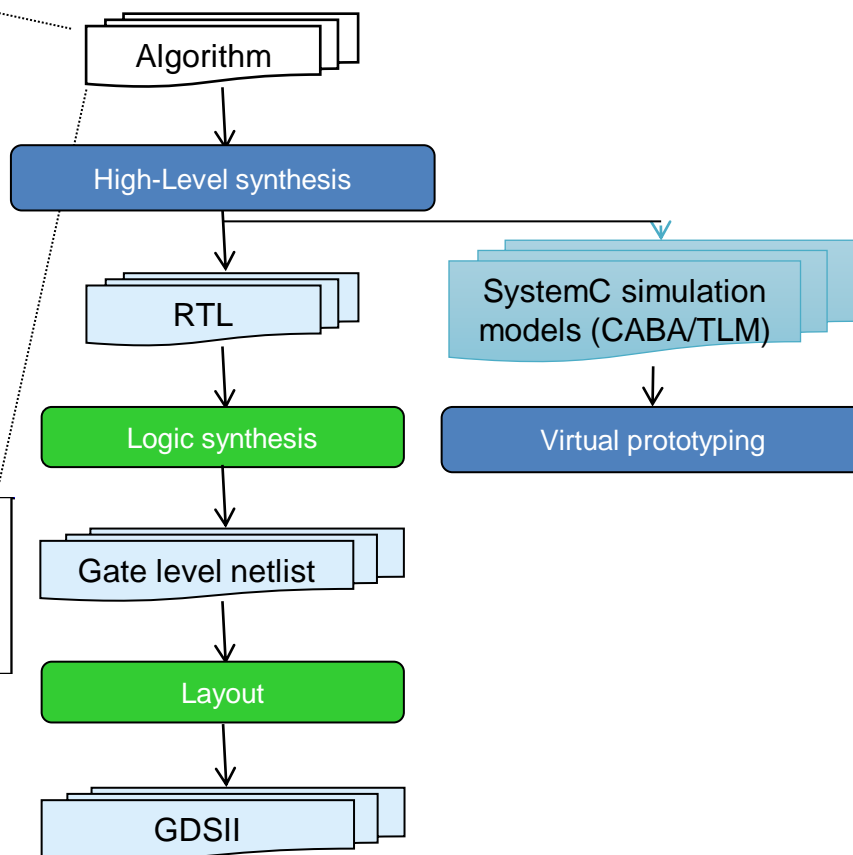 Algorithm
High-Level synthesis
RTL
SystemC simulation
models (CABA/TLM)
Logic synthesis
Virtual prototyping
Gate level netlist
Layout
GDSII